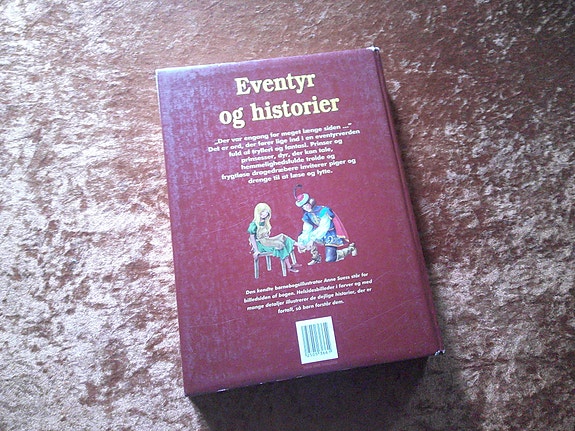 Eventyr
og historier
„Der var engang for meget længe siden ...”
Det er ord, der fører lige ind i en eventyrverden
fuld af trylleri og fantasi. Prinser og
prinsesser, dyr, der kan tale,
hemmelighedsfulde trolde og
frygtløse dragedræbere inviterer piger og
drenge til at læse og lytte.
Den kendte børnebogsillustrator Anne Suess står for
billedsiden af bogen. Helsidesbilleder i farver og med
mange detaljer illustrerer de dejlige historier, der er
fortalt, så børn forstår dem.